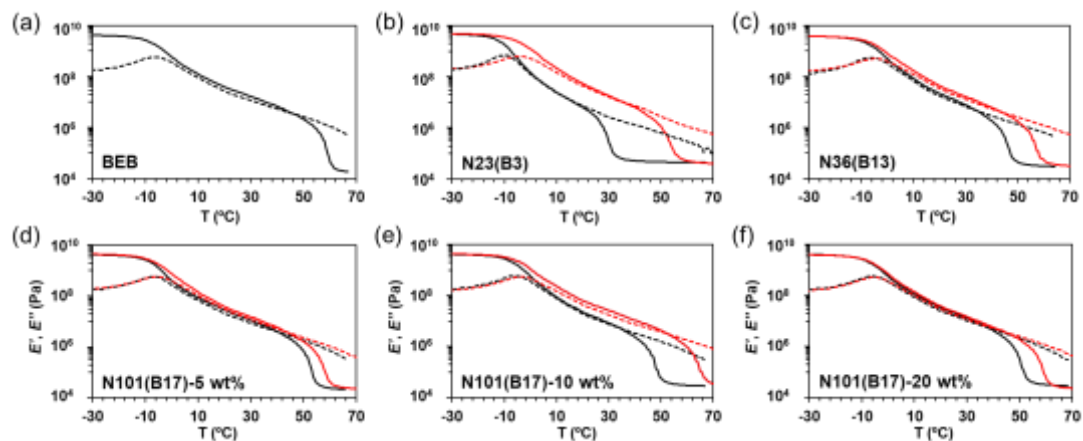 (a)
10¹⁰
10⁸
10⁶
10⁴
BEB
-30 -10 10 30 50 70
T (°C)
(b)
10¹⁰
10⁸
10⁶
10⁴
N23(B3)
-30 -10 10 30 50 70
T (°C)
(c)
10¹⁰
10⁸
10⁶
10⁴
N36(B13)
-30 -10 10 30 50 70
T (°C)
(d)
E', E'' (Pa)
10¹⁰
10⁸
10⁶
10⁴
N101(B17)-5 wt%
-30 -10 10 30 50 70
T (°C)
(e)
E', E'' (Pa)
10¹⁰
10⁸
10⁶
10⁴
N101(B17)-10 wt%
-30 -10 10 30 50 70
T (°C)
(f)
E', E'' (Pa)
10¹⁰
10⁸
10⁶
10⁴
N101(B17)-20 wt%
-30 -10 10 30 50 70
T (°C)